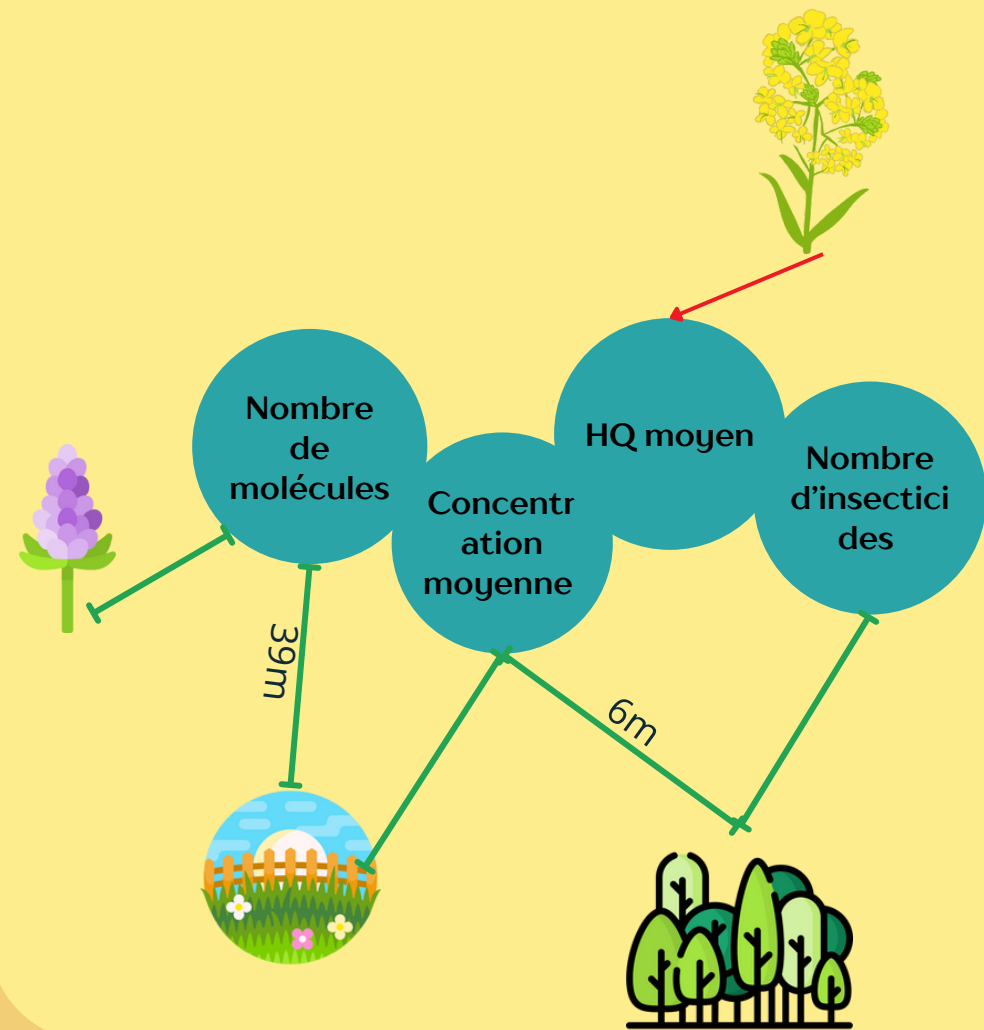 Nombre
de
molécules
Concentr
ation
moyenne
HQ moyen
Nombre
d'insectici
des
39m
6m